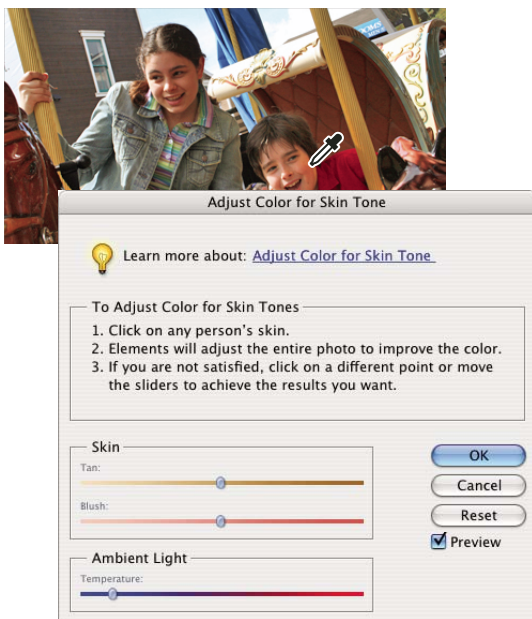 Adjust Color for Skin Tone
Learn more about: Adjust Color for Skin Tone
To Adjust Color for Skin Tones
1. Click on any person's skin.
2. Elements will adjust the entire photo to improve the color.
3. If you are not satisfied, click on a different point or move
the sliders to achieve the results you want.
Skin
Tan:
Blush:
OK
Cancel
Reset
Preview
Ambient Light
Temperature: